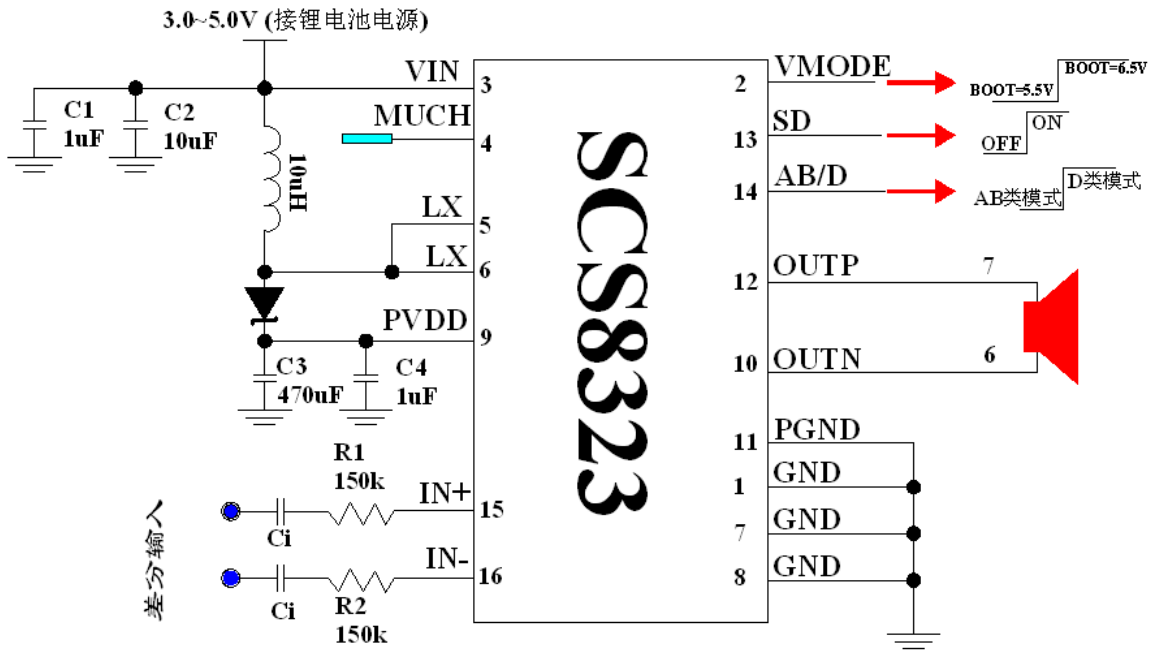 3.0~5.0V (接锂电池电源)
VIN
3
C1
1uF
C2
10uF
MUCH
4
10uH
LX
5
LX
6
PVDD
9
C3
470uF
C4
1uF
R1
150k
IN+
15
Ci
IN-
16
Ci
R2
150k
差分输入
SCS8323
2
VMODE
BOOT=5.5V
BOOT=6.5V
13
SD
OFF
ON
14
AB/D
AB类模式
D类模式
12
OUTP
7
10
OUTN
6
11
PGND
1
GND
7
GND
8
GND